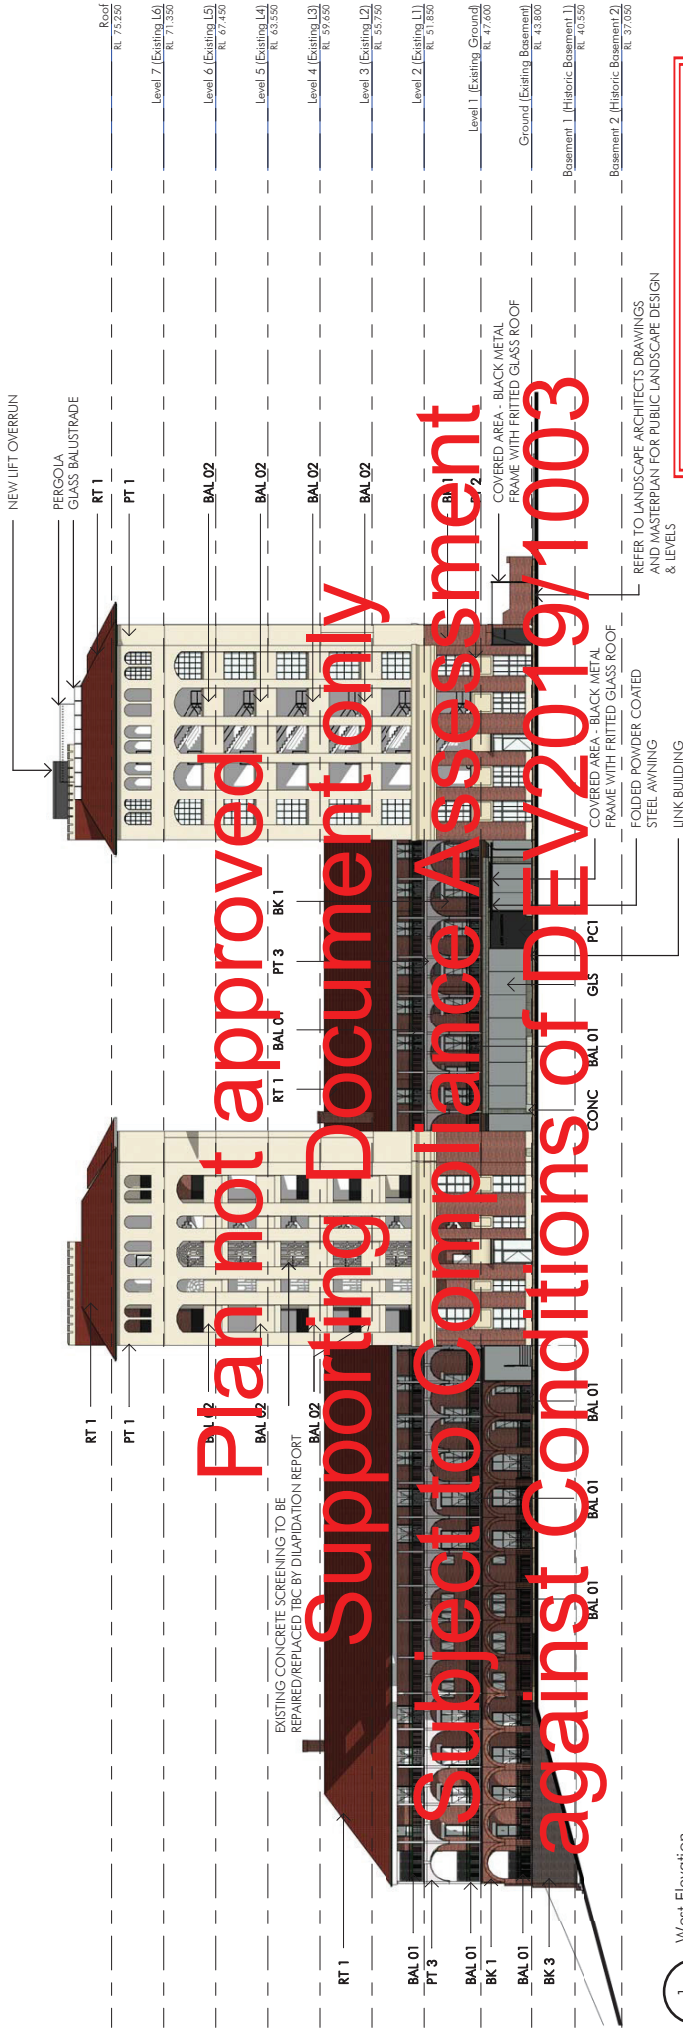 Roof
RL 75.250
Level 7 (Existing L6)
RL 71.350
Level 6 (Existing L5)
RL 67.450
Level 5 (Existing L4)
RL 63.550
Level 4 (Existing L3)
RL 59.650
Level 3 (Existing L2)
RL 55.750
Level 2 (Existing L1)
RL 51.850
Level 1 (Existing Ground)
RL 47.600
Ground (Existing Basement)
RL 43.800
Basement 1 (Historic Basement 1)
RL 40.550
Basement 2 (Historic Basement 2)
RL 37.050
NEW LIFT OVERRUN
PERGOLA
GLASS BALUSTRADE
RT 1
PT 1
BAL 02
BAL 02
BAL 02
BAL 02
BK 1
2
COVERED AREA - BLACK METAL
FRAME WITH FRITTED GLASS ROOF
REFER TO LANDSCAPE ARCHITECTS DRAWINGS
AND MASTERPLAN FOR PUBLIC LANDSCAPE DESIGN
& LEVELS
COVERED AREA - BLACK METAL
FRAME WITH FRITTED GLASS ROOF
FOLDED POWDER COATED
STEEL AWNING
LINK BUILDING
RT 1
BAL 01
PT 3
BK 1
CONC
BAL 01
GLS
PC1
RT 1
PT 1
BAL 02
BAL 02
BAL 02
EXISTING CONCRETE SCREENING TO BE
REPAIRED/REPLACED TBC BY DILAPIDATION REPORT
BAL 01
BAL 01
BAL 01
RT 1
BAL 01
PT 3
BAL 01
BK 1
BAL 01
BK 3
Plan not approved
Supporting Document only
Subject to Compliance Assessment
against Conditions of DEV2019/1003
1
West Elevation